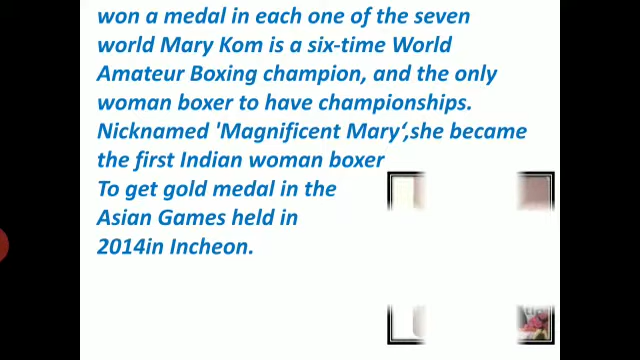 won a medal in each one of the seven
world Mary Kom is a six-time World
Amateur Boxing champion, and the only
woman boxer to have championships.
Nicknamed 'Magnificent Mary‘,she became
the first Indian woman boxer
To get gold medal in the
Asian Games held in
2014in Incheon.